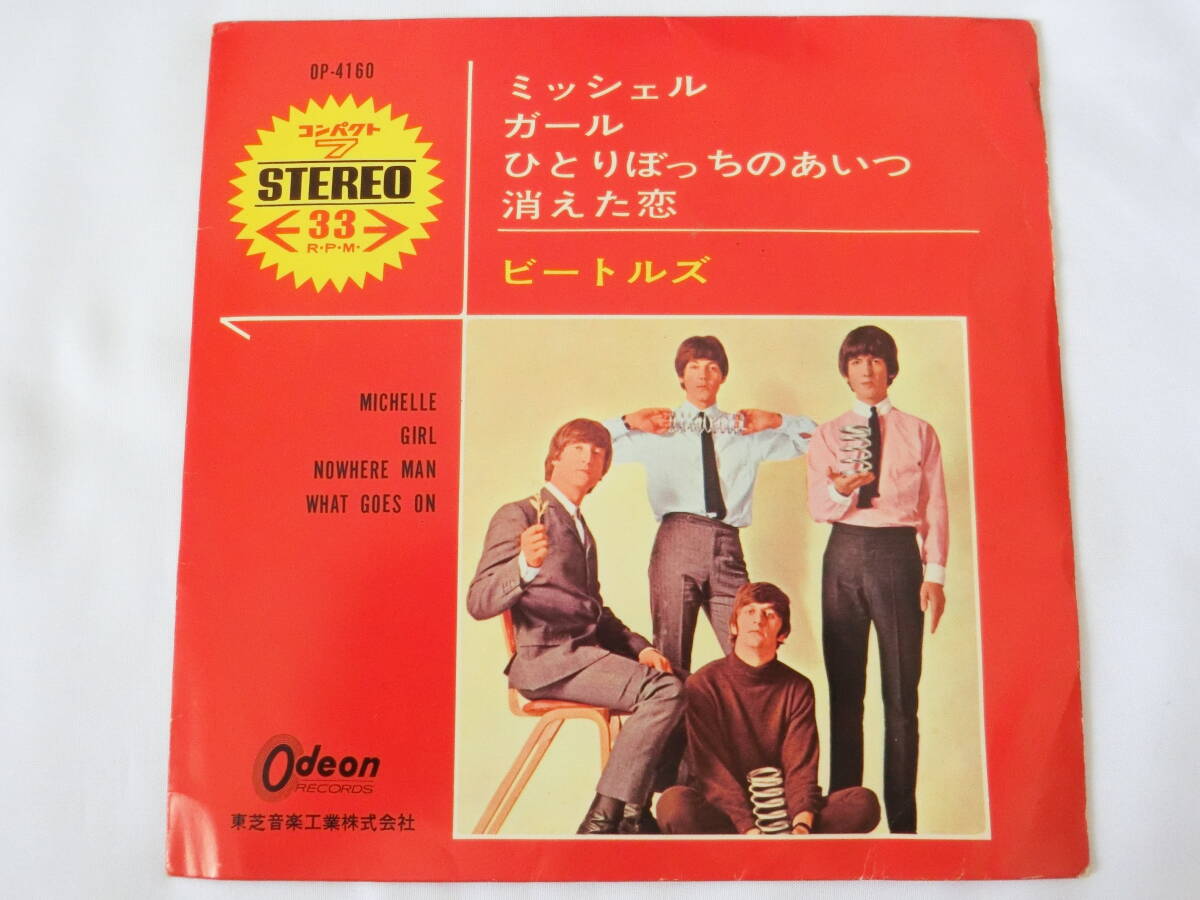 OP-4160
コンパクト
7
STEREO
33
R・P・M・
ミッシェル
ガール
ひとりぼっちのあいつ
消えた恋
ビートルズ
MICHELLE
GIRL
NOWHERE MAN
WHAT GOES ON
Odeon
RECORDS
東芝音楽工業株式会社